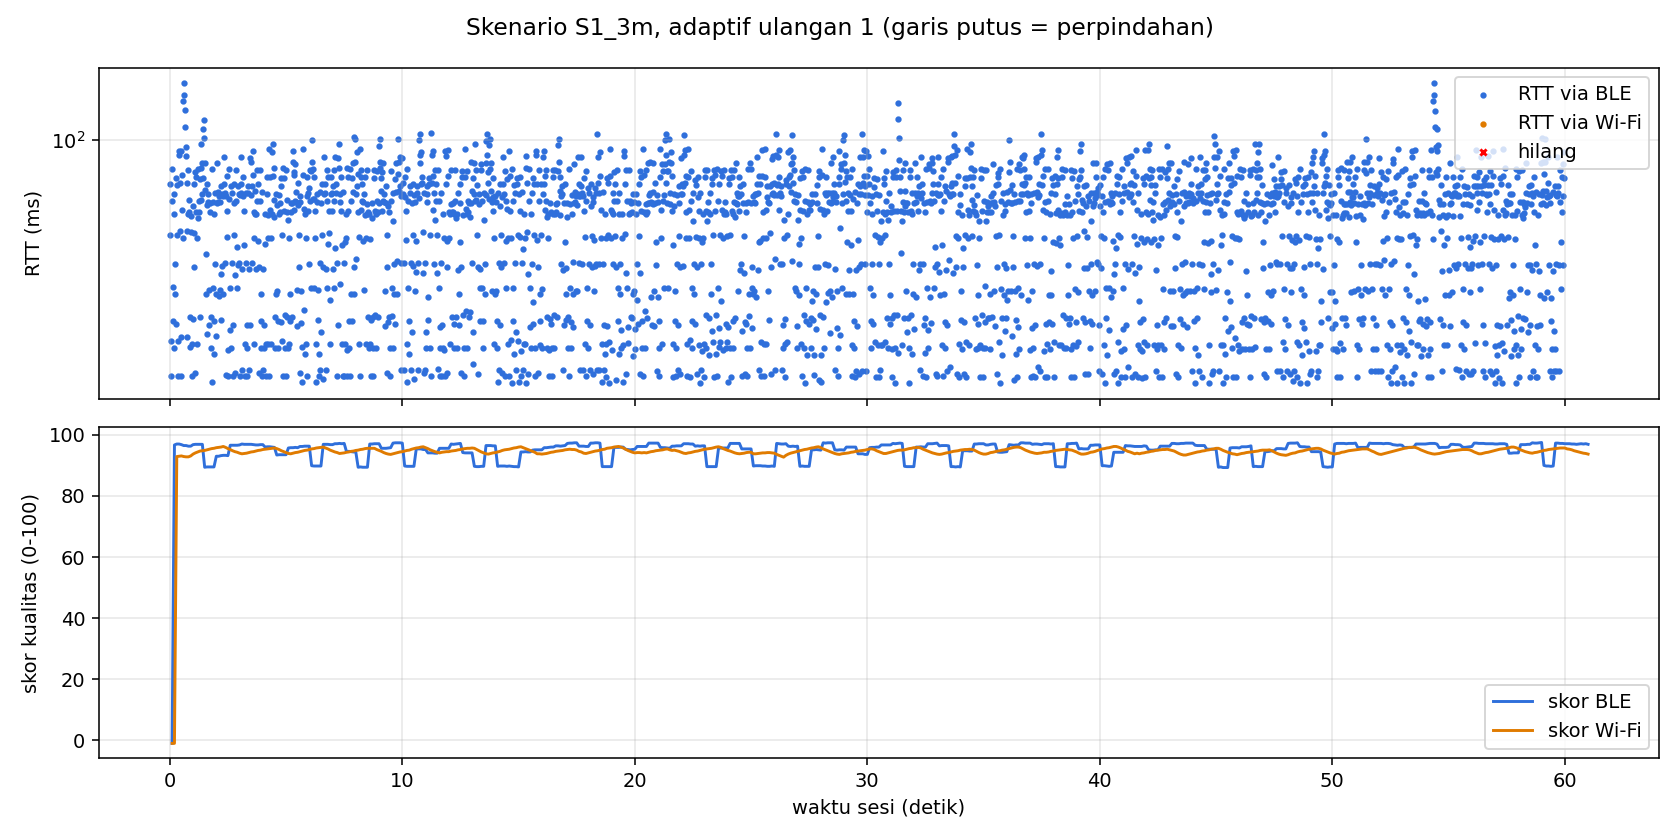 Skenario S1_3m, adaptif ulangan 1 (garis putus = perpindahan)
RTT (ms)
10²
RTT via BLE
RTT via Wi-Fi
hilang
skor kualitas (0-100)
100
80
60
40
20
0
skor BLE
skor Wi-Fi
0 10 20 30 40 50 60
waktu sesi (detik)